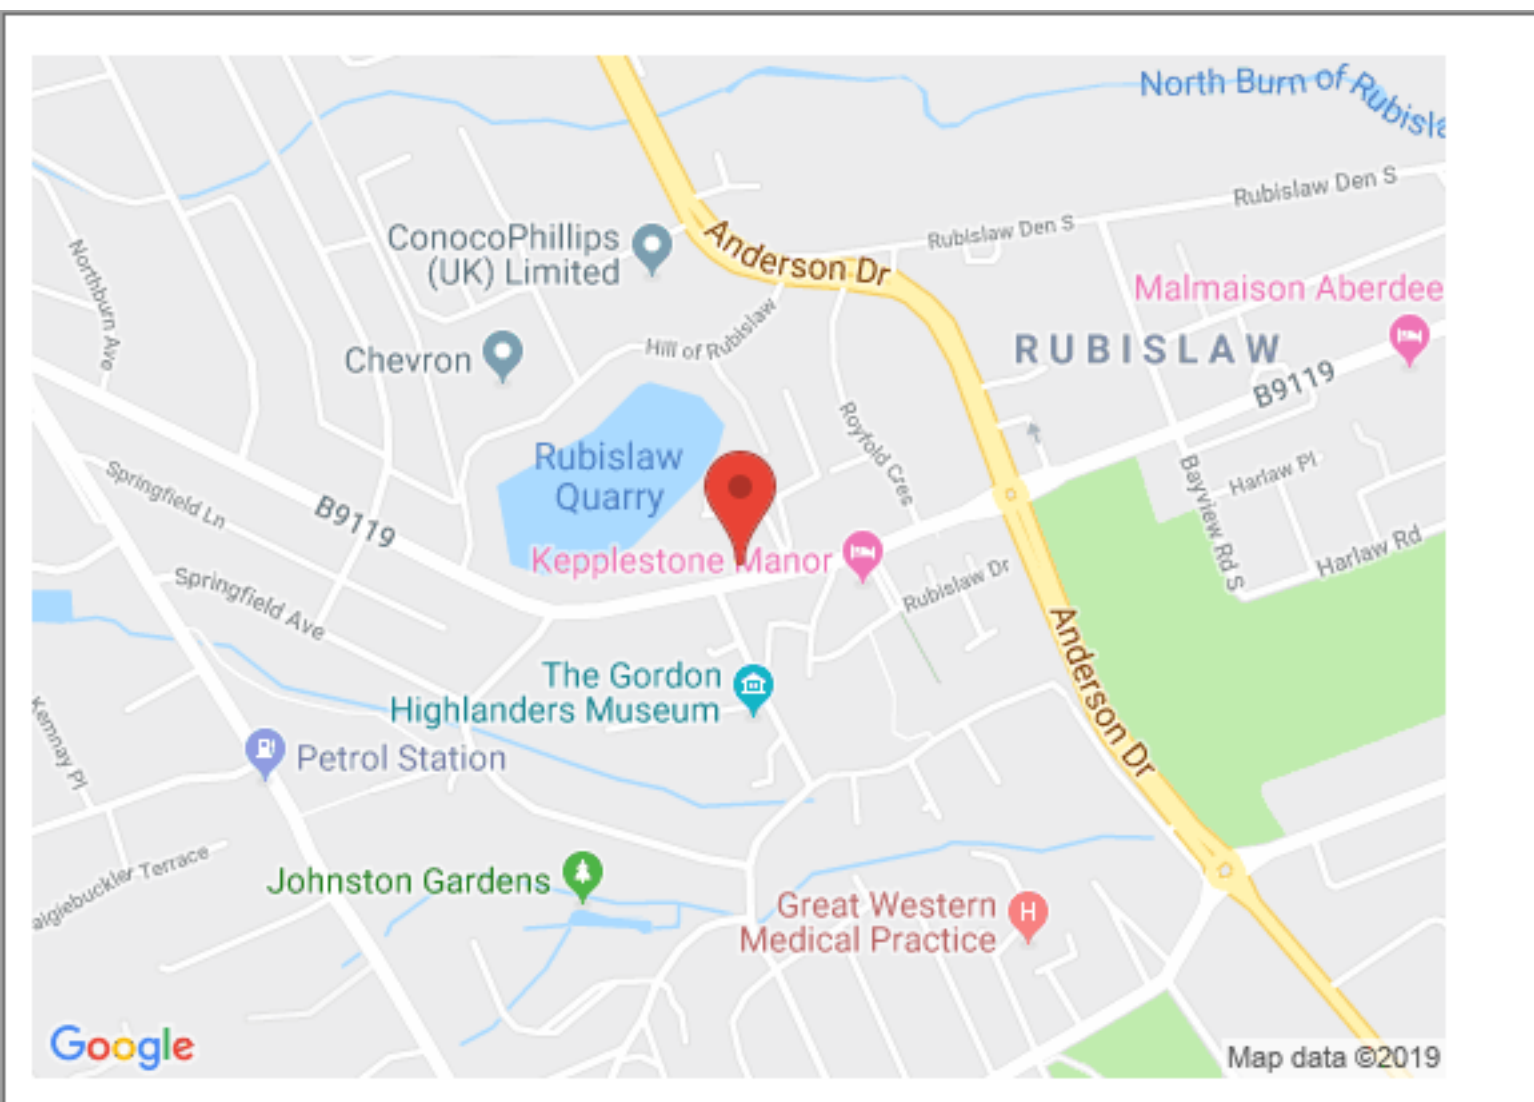 North Burn of Rubisla
Rubislaw Den S
Rubislaw Den S
Anderson Dr
ConocoPhillips
(UK) Limited
Northburn Ave
Malmaison Aberdee
Hill of Rubislaw
RUBISLAW
Chevron
B9119
Royfold Cres
Rubislaw
Quarry
Springfield Ln
B9119
Bayview Rd S
Harlaw Pl
Harlaw Rd
Kepplestone Manor
Rubislaw Dr
Springfield Ave
Anderson Dr
The Gordon
Highlanders Museum
Kemnay Pl
Petrol Station
aigiebuckler Terrace
Johnston Gardens
Great Western
Medical Practice
H
Google
Map data ©2019